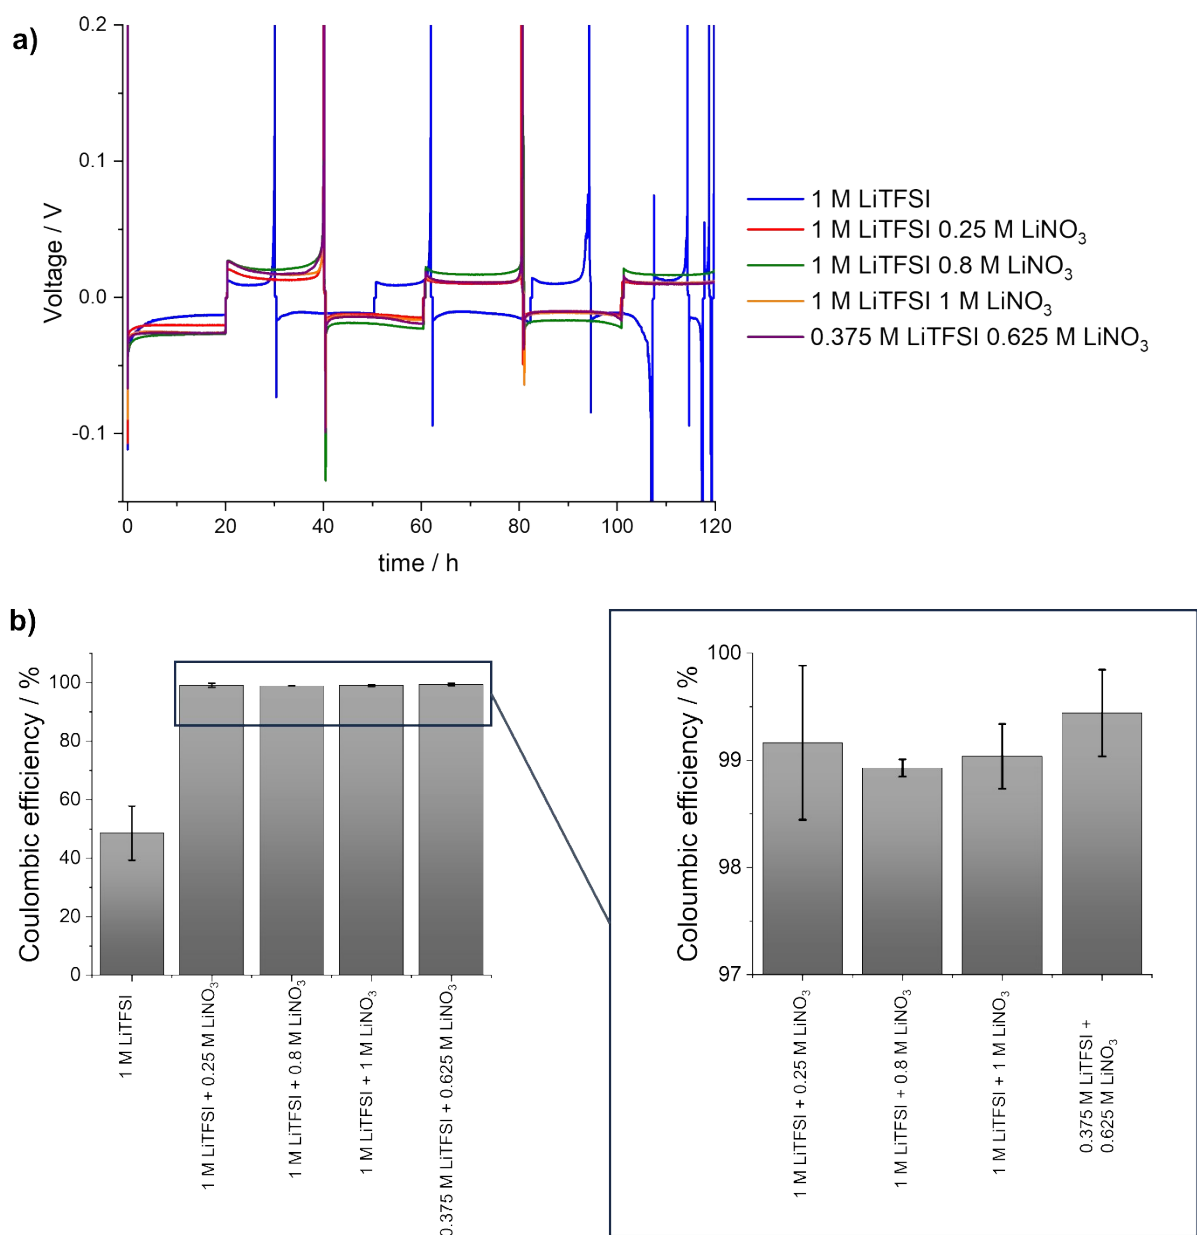 a)
0.2
0.1
0.0
-0.1
Voltage / V
0 20 40 60 80 100 120
time / h
1 M LiTFSI
1 M LiTFSI 0.25 M LiNO₃
1 M LiTFSI 0.8 M LiNO₃
1 M LiTFSI 1 M LiNO₃
0.375 M LiTFSI 0.625 M LiNO₃
b)
Coulombic efficiency / %
100
80
60
40
20
0
1 M LiTFSI
1 M LiTFSI + 0.25 M LiNO₃
1 M LiTFSI + 0.8 M LiNO₃
1 M LiTFSI + 1 M LiNO₃
0.375 M LiTFSI + 0.625 M LiNO₃
Coloumbic efficiency / %
100
99
98
97
1 M LiTFSI + 0.25 M LiNO₃
1 M LiTFSI + 0.8 M LiNO₃
1 M LiTFSI + 1 M LiNO₃
0.375 M LiTFSI +
0.625 M LiNO₃